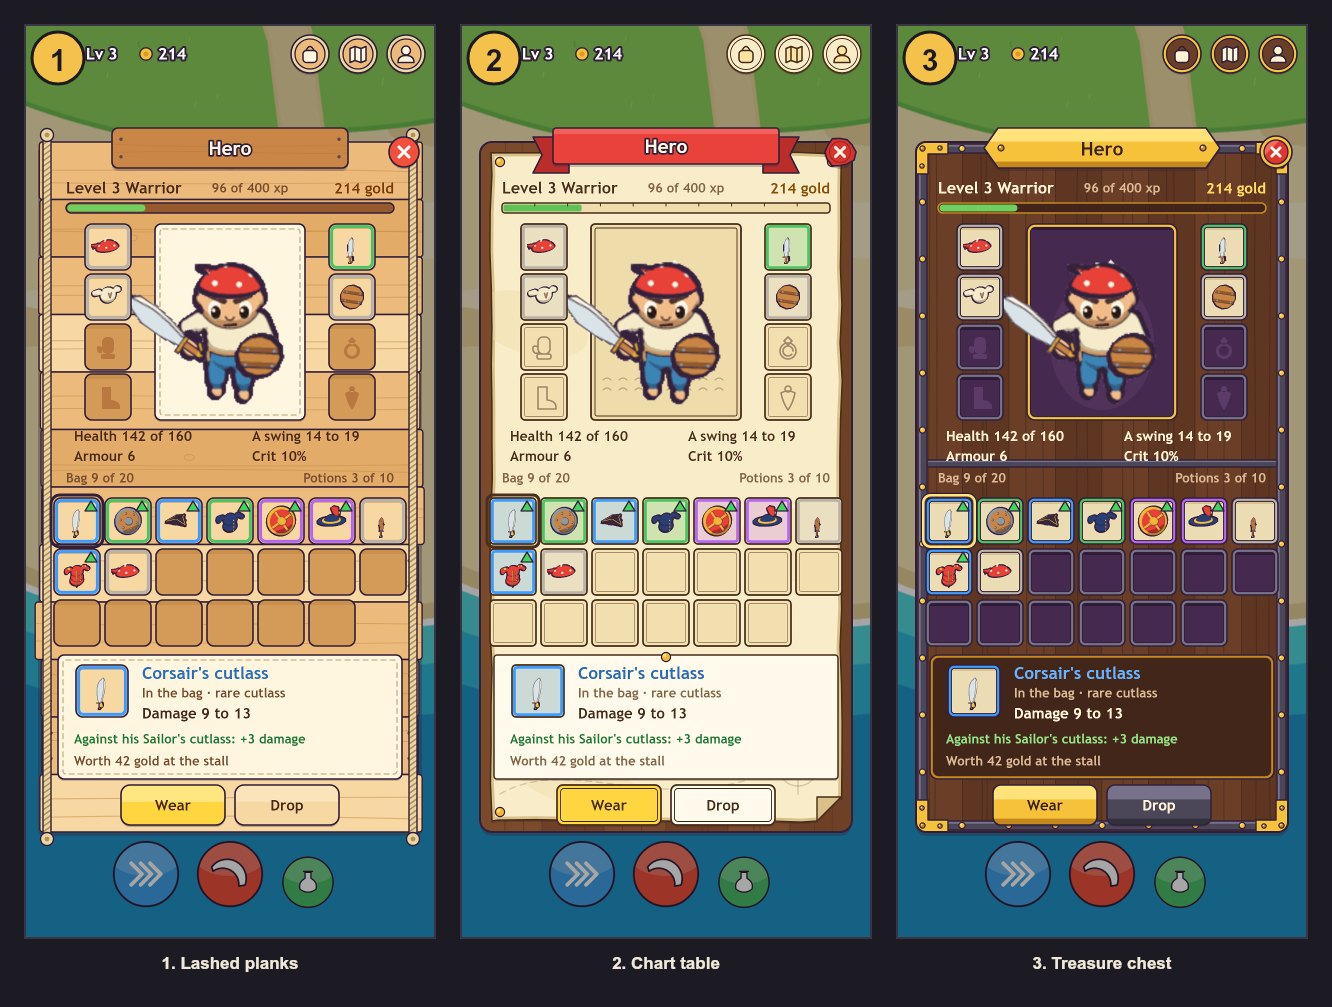 1 Lv 3 214
Hero
Level 3 Warrior 96 of 400 xp 214 gold
Health 142 of 160 A swing 14 to 19
Armour 6 Crit 10%
Bag 9 of 20 Potions 3 of 10
Corsair's cutlass
In the bag · rare cutlass
Damage 9 to 13
Against his Sailor's cutlass: +3 damage
Worth 42 gold at the stall
Wear Drop
1. Lashed planks
2 Lv 3 214
Hero
Level 3 Warrior 96 of 400 xp 214 gold
Health 142 of 160 A swing 14 to 19
Armour 6 Crit 10%
Bag 9 of 20 Potions 3 of 10
Corsair's cutlass
In the bag · rare cutlass
Damage 9 to 13
Against his Sailor's cutlass: +3 damage
Worth 42 gold at the stall
Wear Drop
2. Chart table
3 Lv 3 214
Hero
Level 3 Warrior 96 of 400 xp 214 gold
Health 142 of 160 A swing 14 to 19
Armour 6 Crit 10%
Bag 9 of 20 Potions 3 of 10
Corsair's cutlass
In the bag · rare cutlass
Damage 9 to 13
Against his Sailor's cutlass: +3 damage
Worth 42 gold at the stall
Wear Drop
3. Treasure chest